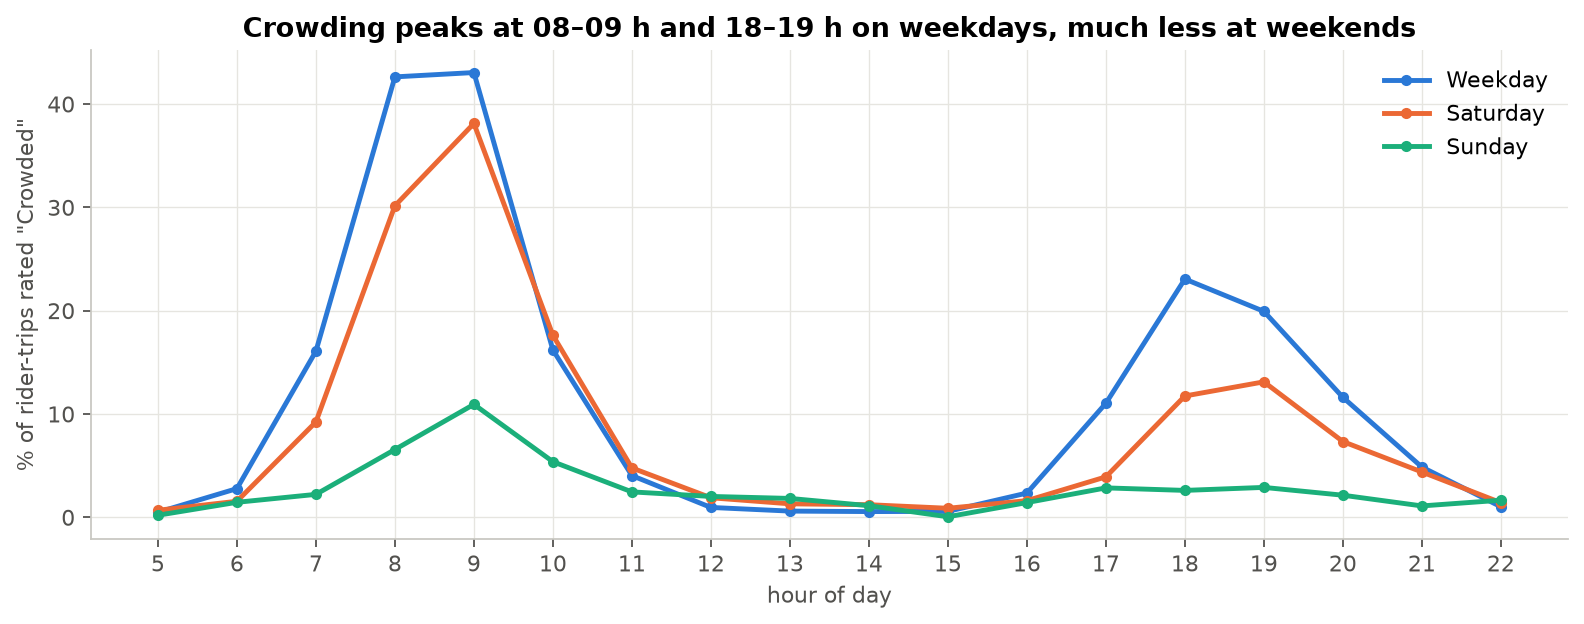 Crowding peaks at 08–09 h and 18–19 h on weekdays, much less at weekends
% of rider-trips rated "Crowded"
40
30
20
10
0
Weekday
Saturday
Sunday
5 6 7 8 9 10 11 12 13 14 15 16 17 18 19 20 21 22
hour of day